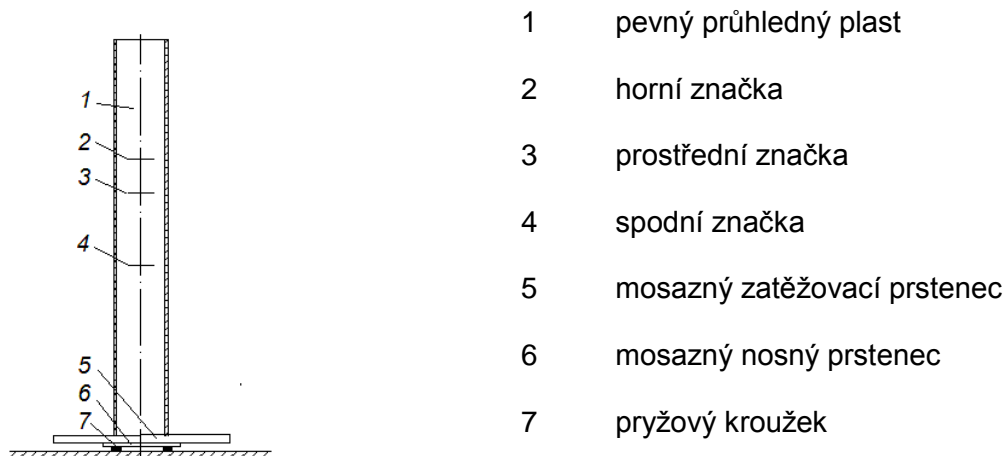 1
2
3
4
5
6
7
1 pevný průhledný plast
2 horní značka
3 prostřední značka
4 spodní značka
5 mosazný zatěžovací prstenec
6 mosazný nosný prstenec
7 pryžový kroužek